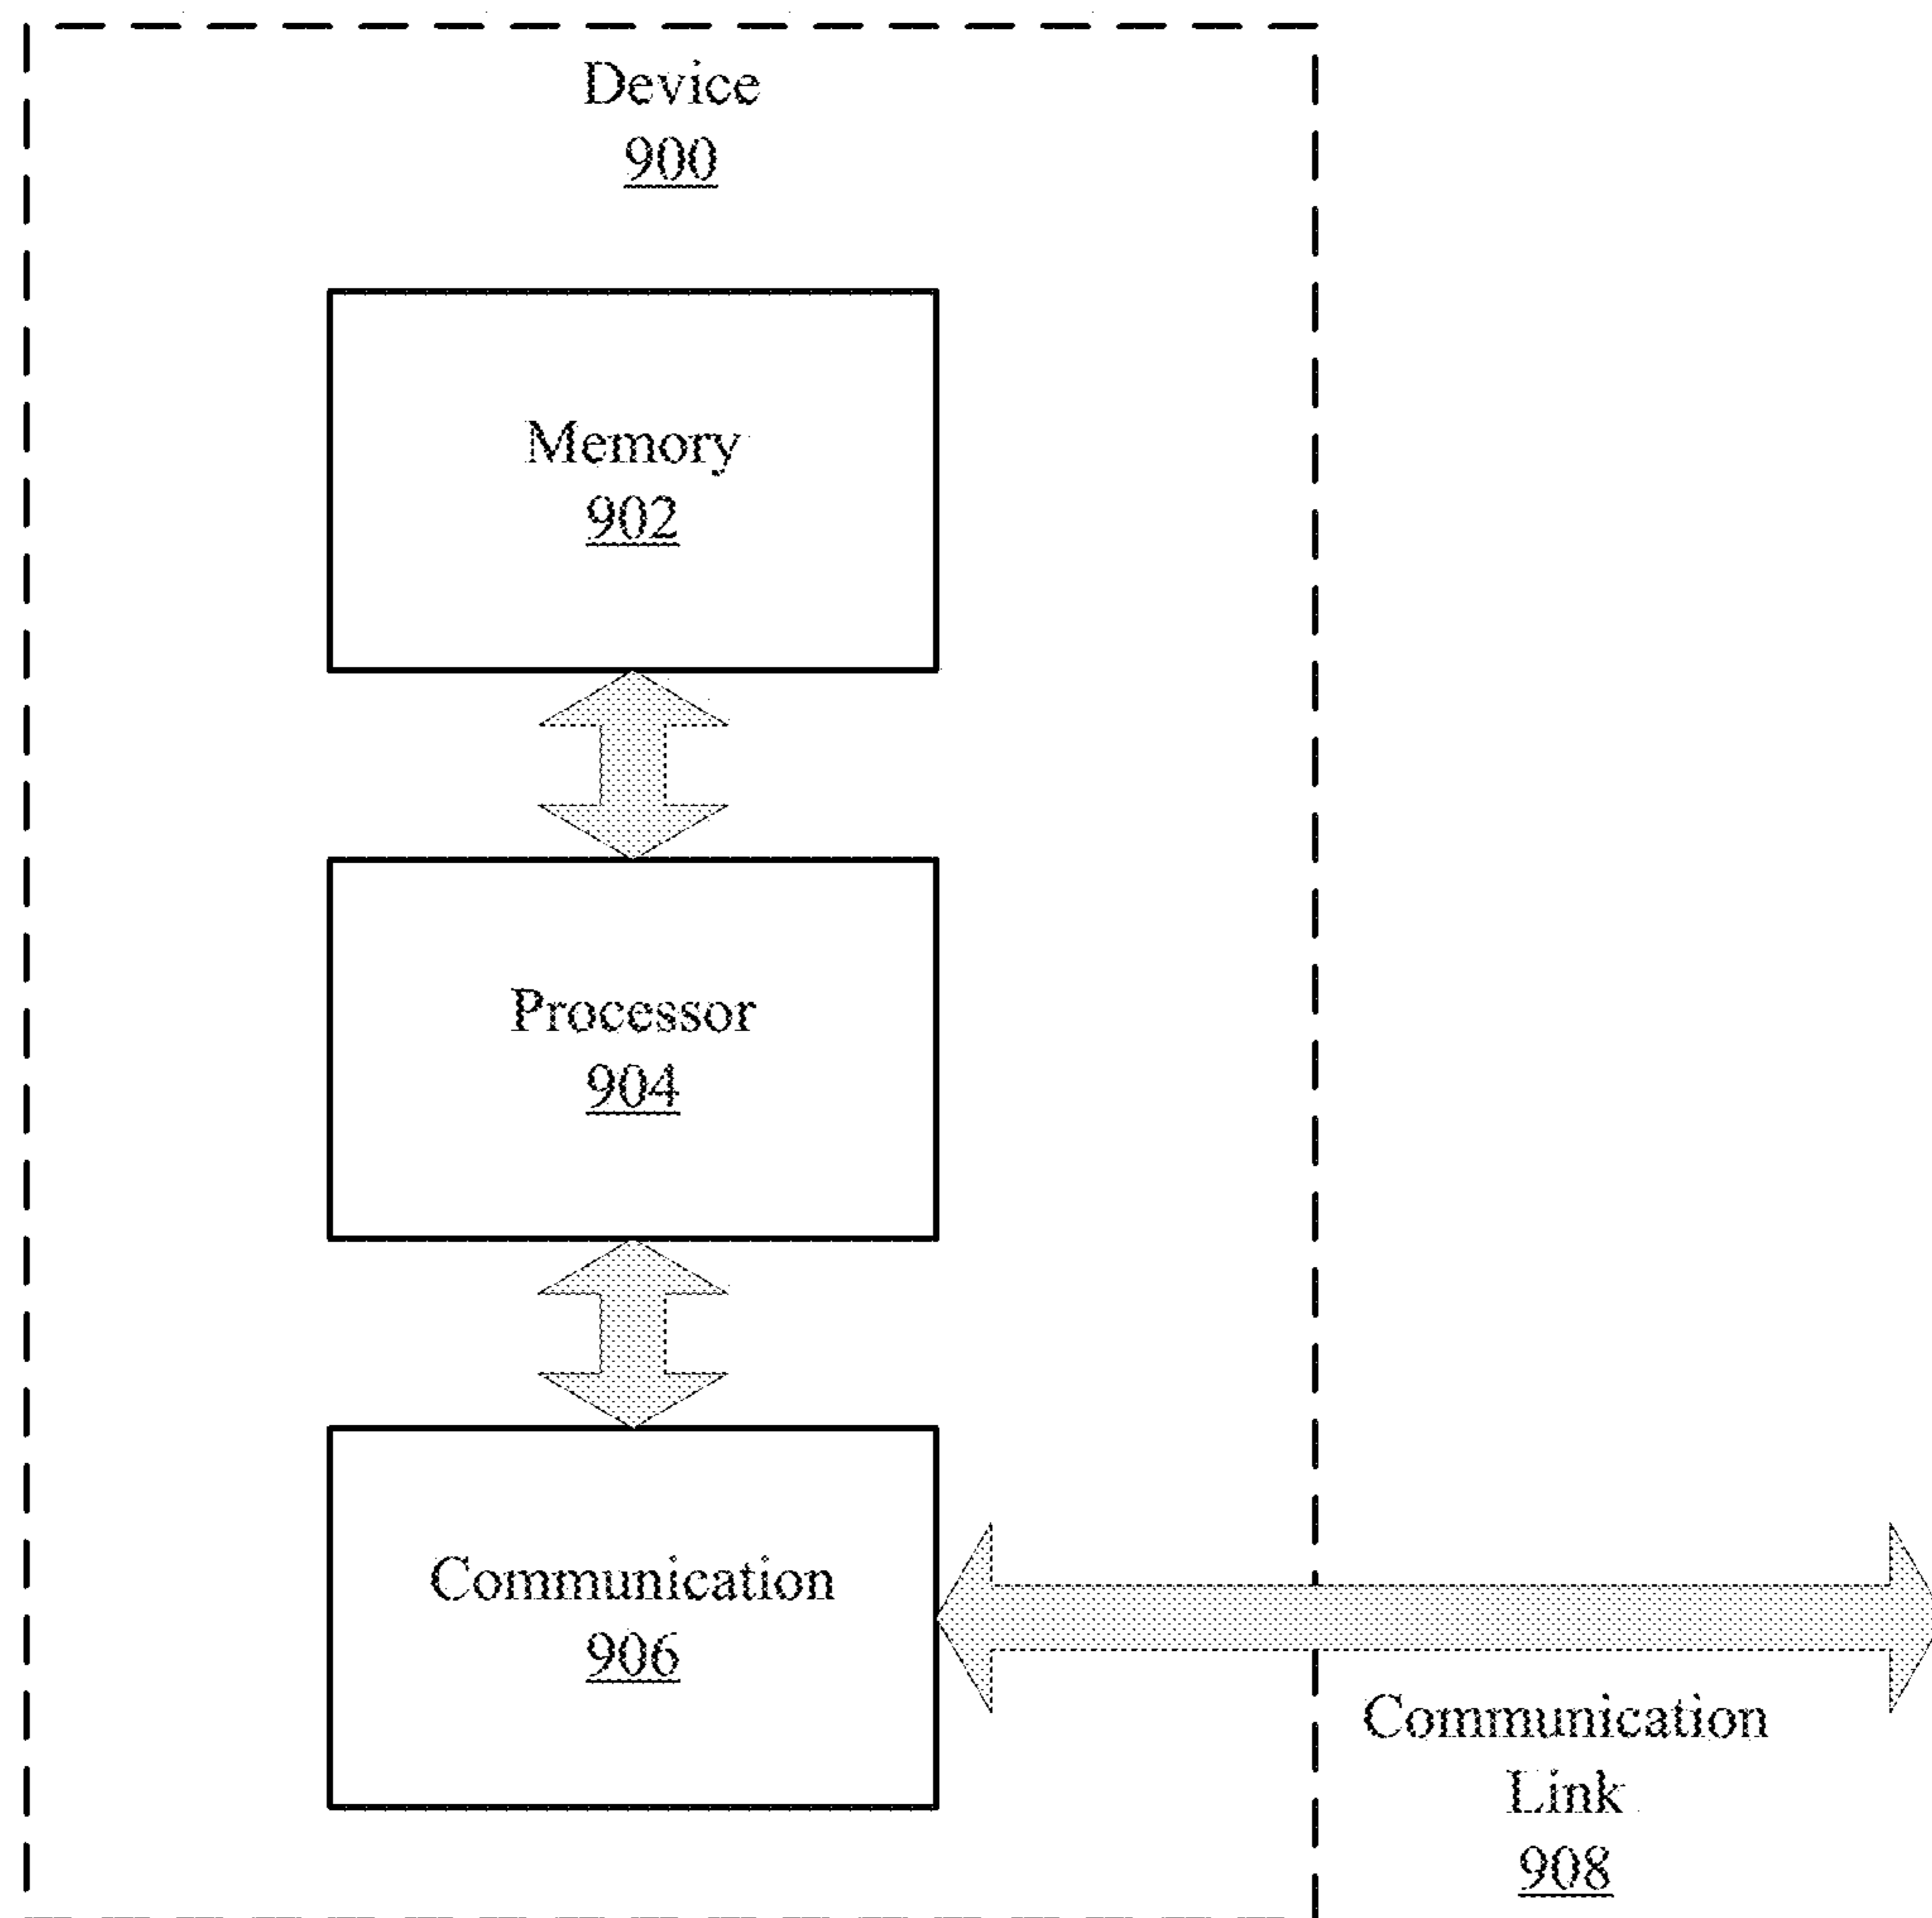 Device
900
Memory
902
Processor
904
Communication
906
Communication
Link
908